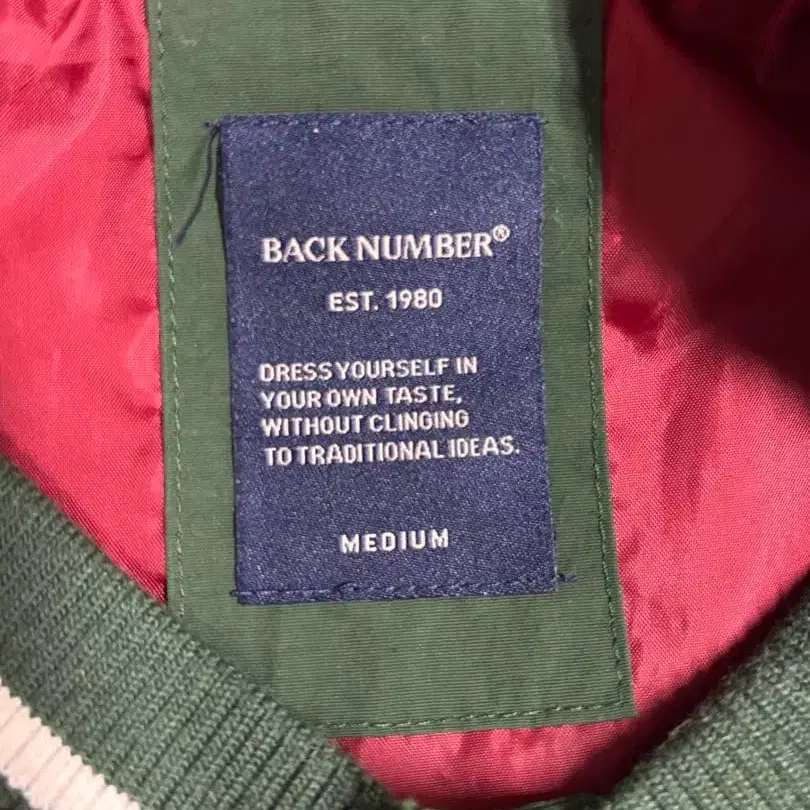 BACK NUMBER®
EST. 1980
DRESS YOURSELF IN
YOUR OWN TASTE,
WITHOUT CLINGING
TO TRADITIONAL IDEAS.
MEDIUM